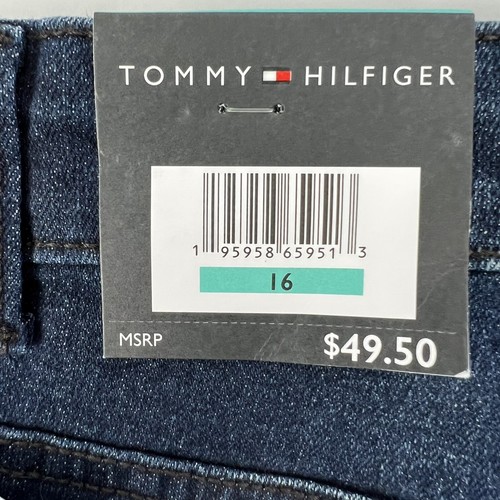 TOMMY HILFIGER
1 95958 65951 3
16
MSRP $49.50